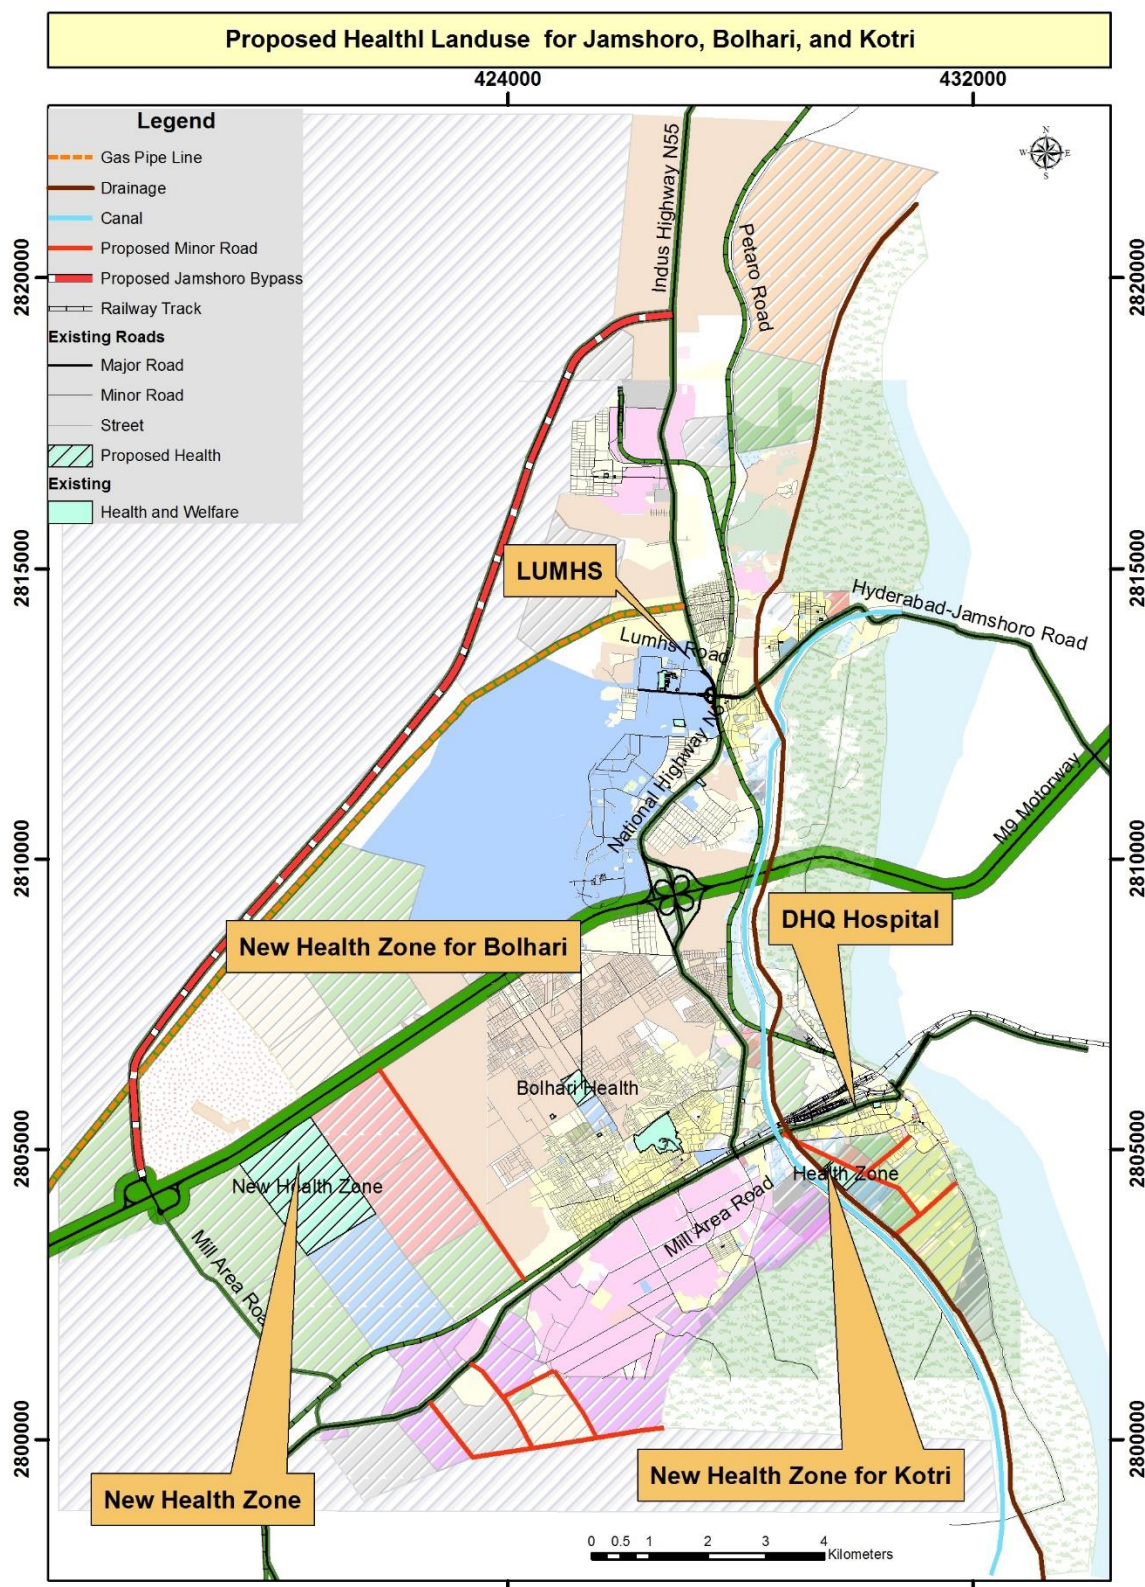 Proposed Healthl Landuse for Jamshoro, Bolhari, and Kotri
424000
432000
Legend
Gas Pipe Line
Drainage
Canal
Proposed Minor Road
Proposed Jamshoro Bypass
Railway Track
Existing Roads
Major Road
Minor Road
Street
Proposed Health
Existing
Health and Welfare
N
W
E
S
Indus Highway N55
Petaro Road
2820000
2820000
2815000
2815000
LUMHS
Hyderabad-Jamshoro Road
Lumhs Road
National Highway N5
M9 Motorway
2810000
2810000
DHQ Hospital
New Health Zone for Bolhari
Bolhari Health
2805000
2805000
Health Zone
New Health Zone
Mill Area Road
Mill Area Roa
2800000
2800000
New Health Zone for Kotri
New Health Zone
0 0.5 1 2 3 4
Kilometers